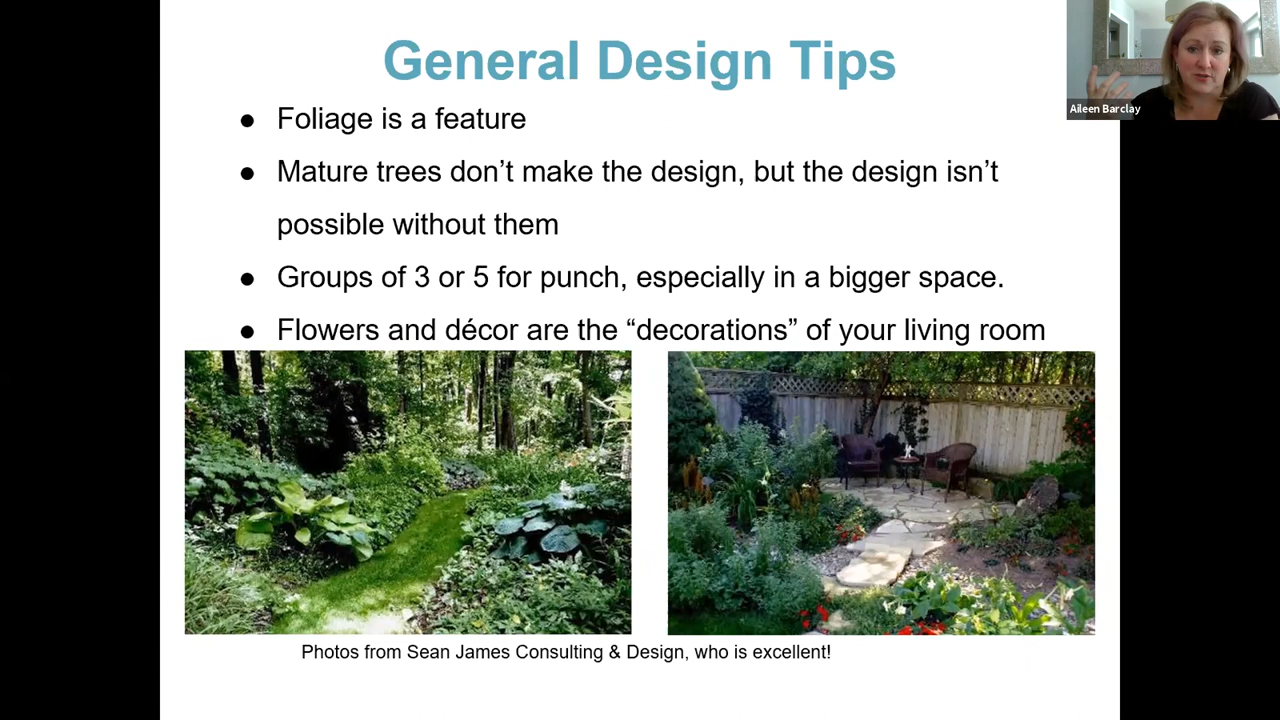 General Design Tips
● Foliage is a feature
● Mature trees don’t make the design, but the design isn’t
possible without them
● Groups of 3 or 5 for punch, especially in a bigger space.
● Flowers and décor are the “decorations” of your living room
Photos from Sean James Consulting & Design, who is excellent!
Aileen Barclay